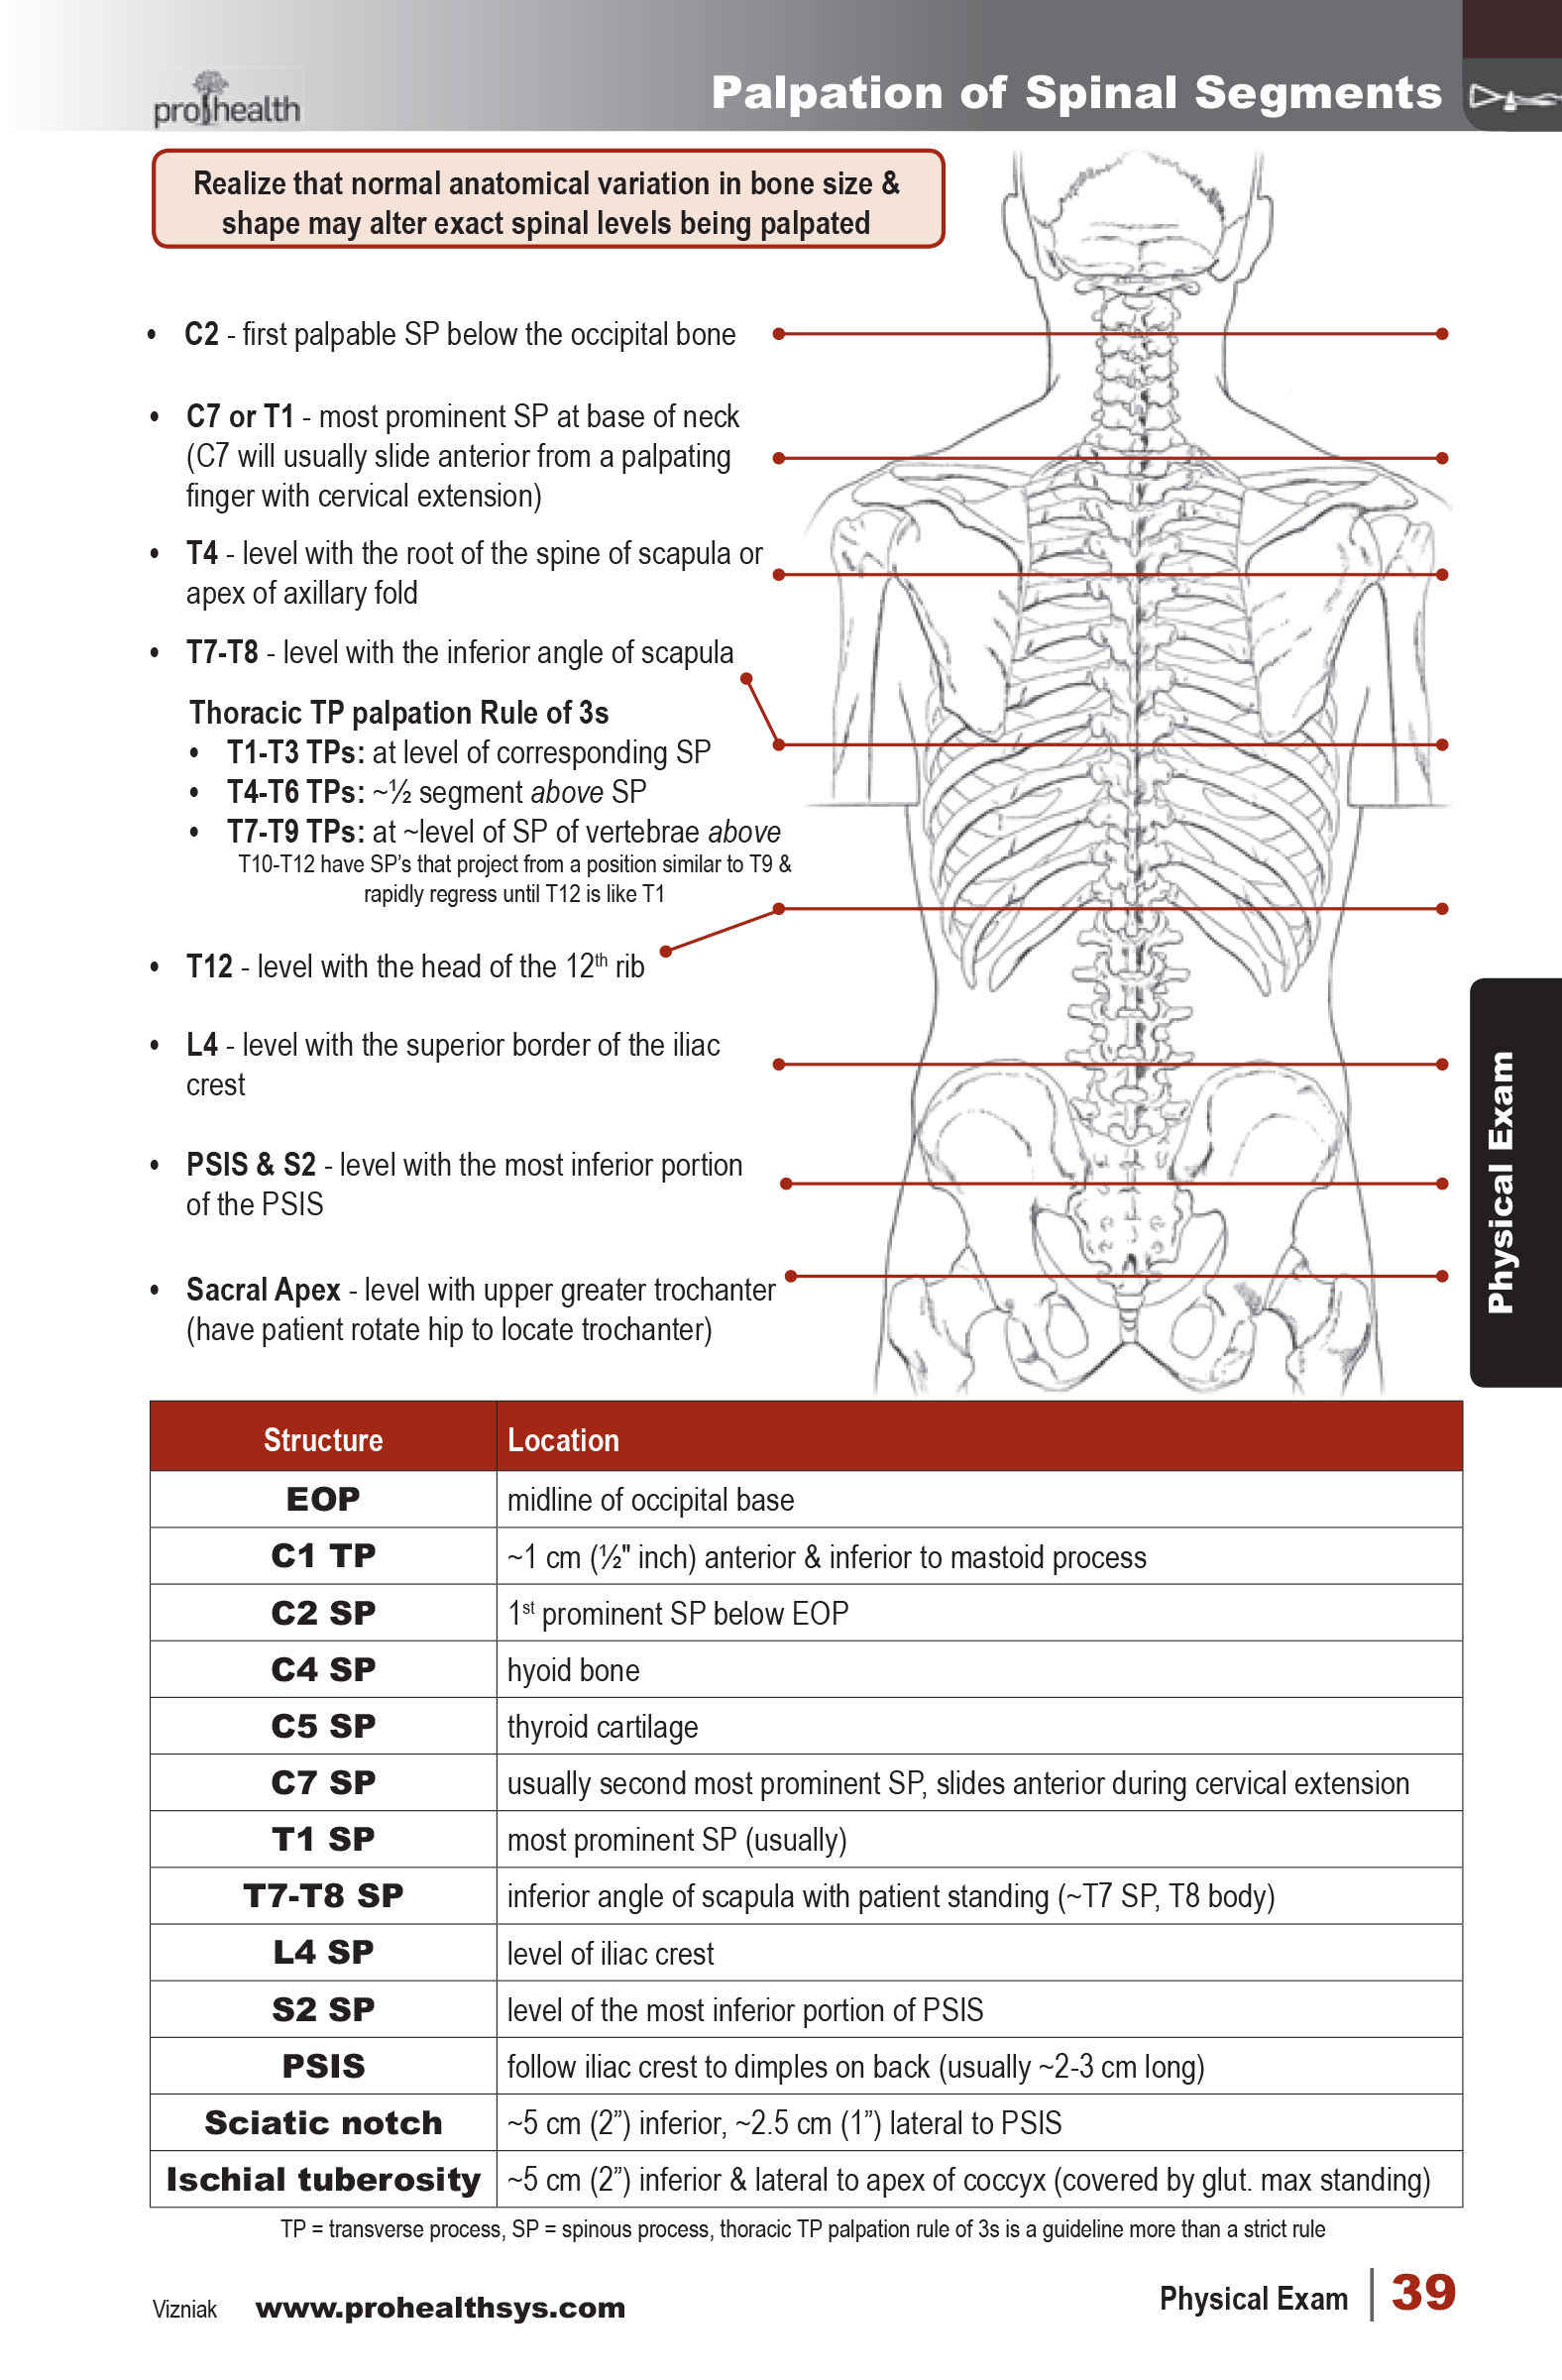 prohealth
Palpation of Spinal Segments
Realize that normal anatomical variation in bone size &
shape may alter exact spinal levels being palpated
• C2 - first palpable SP below the occipital bone
• C7 or T1 - most prominent SP at base of neck
(C7 will usually slide anterior from a palpating
finger with cervical extension)
• T4 - level with the root of the spine of scapula or
apex of axillary fold
• T7-T8 - level with the inferior angle of scapula
Thoracic TP palpation Rule of 3s
• T1-T3 TPs: at level of corresponding SP
• T4-T6 TPs: ~½ segment above SP
• T7-T9 TPs: at ~level of SP of vertebrae above
T10-T12 have SP's that project from a position similar to T9 &
rapidly regress until T12 is like T1
• T12 - level with the head of the 12th rib
• L4 - level with the superior border of the iliac
crest
• PSIS & S2 - level with the most inferior portion
of the PSIS
• Sacral Apex - level with upper greater trochanter
(have patient rotate hip to locate trochanter)
Physical Exam
Structure Location
EOP midline of occipital base
C1 TP ~1 cm (½" inch) anterior & inferior to mastoid process
C2 SP 1st prominent SP below EOP
C4 SP hyoid bone
C5 SP thyroid cartilage
C7 SP usually second most prominent SP, slides anterior during cervical extension
T1 SP most prominent SP (usually)
T7-T8 SP inferior angle of scapula with patient standing (~T7 SP, T8 body)
L4 SP level of iliac crest
S2 SP level of the most inferior portion of PSIS
PSIS follow iliac crest to dimples on back (usually ~2-3 cm long)
Sciatic notch ~5 cm (2”) inferior, ~2.5 cm (1”) lateral to PSIS
Ischial tuberosity ~5 cm (2”) inferior & lateral to apex of coccyx (covered by glut. max standing)
TP = transverse process, SP = spinous process, thoracic TP palpation rule of 3s is a guideline more than a strict rule
Vizniak www.prohealthsys.com Physical Exam 39